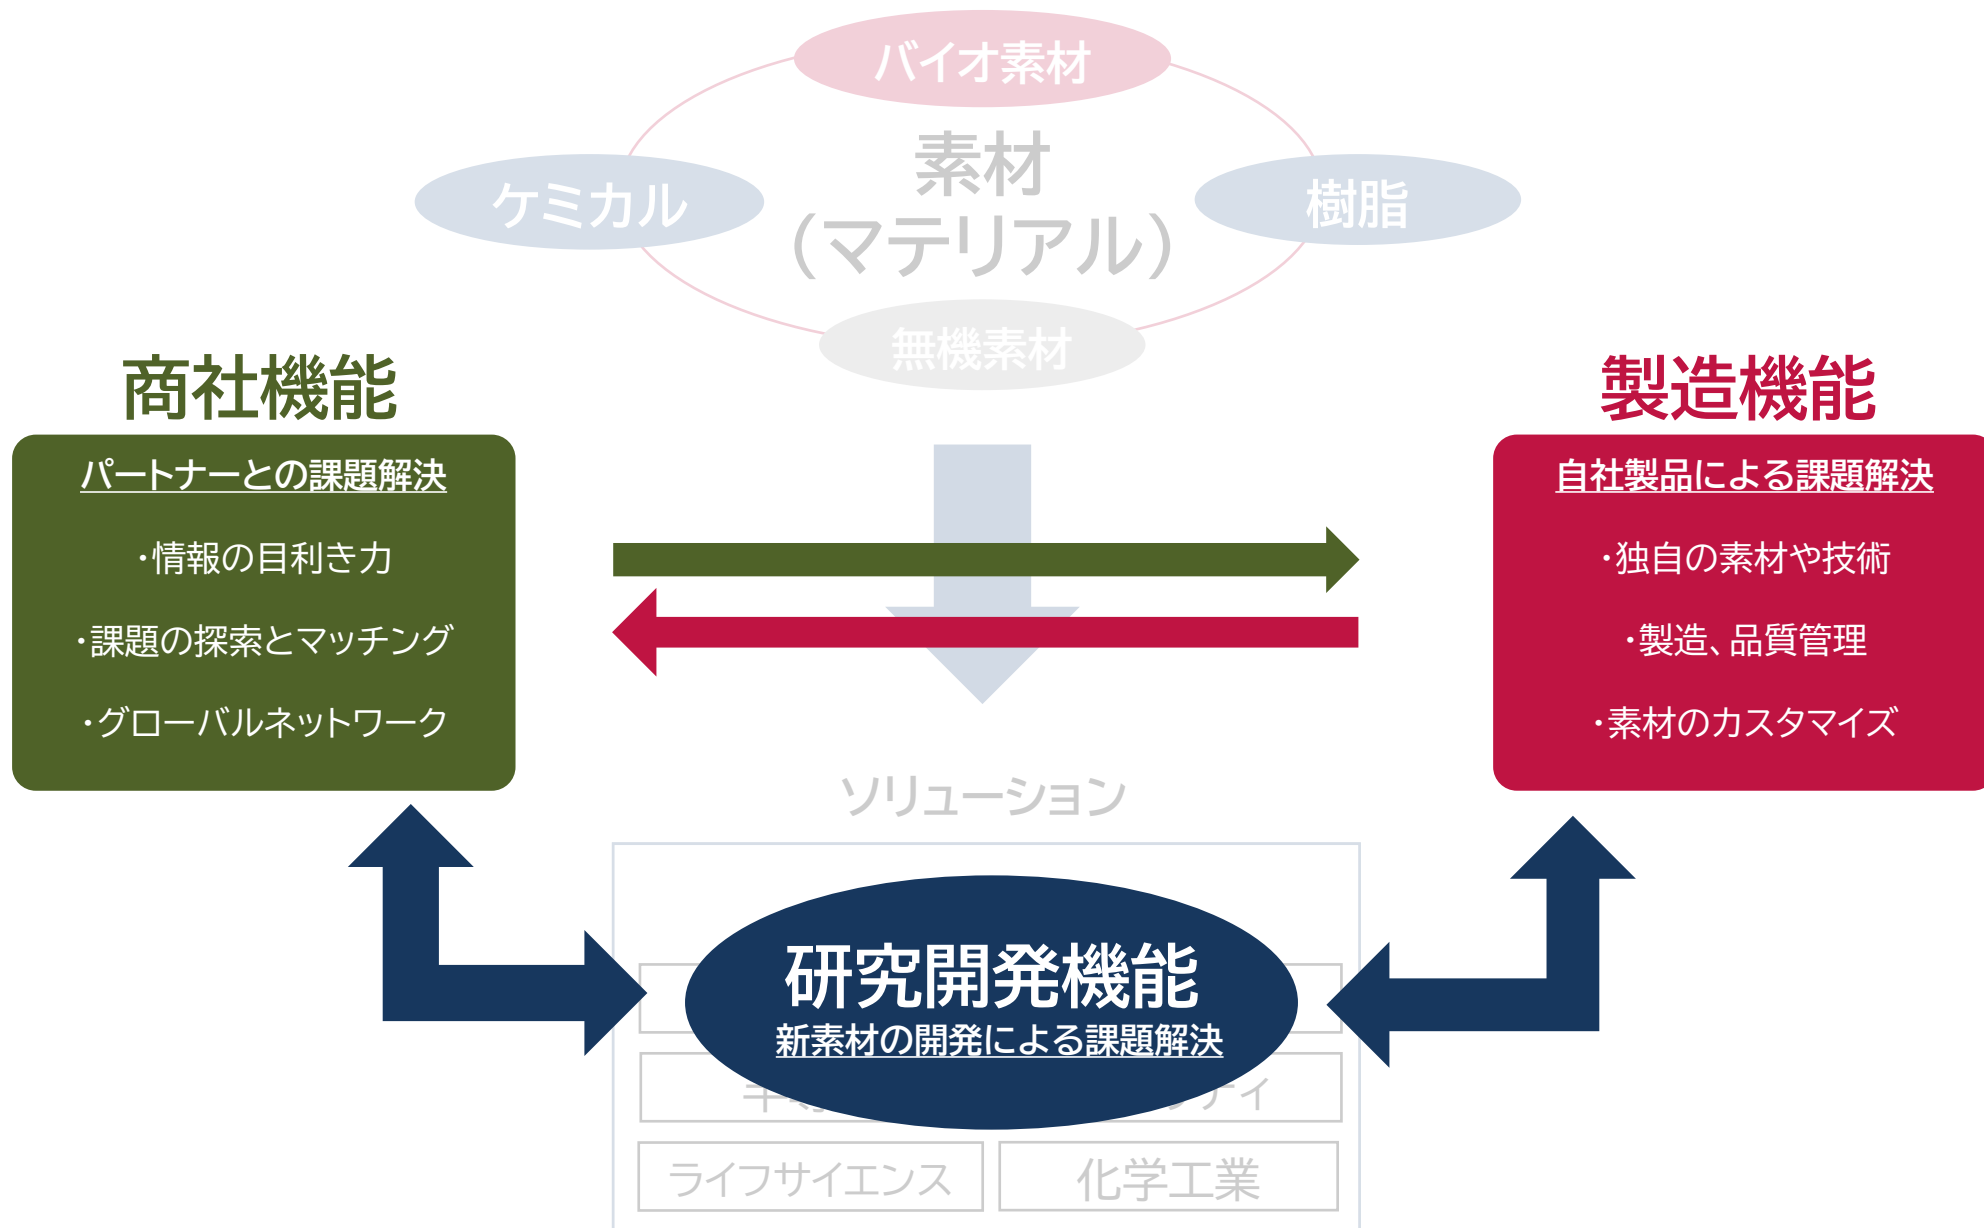 バイオ素材
素材
（マテリアル）
ケミカル
樹脂
無機素材
商社機能
パートナーとの課題解決
・情報の目利き力
・課題の探索とマッチング
・グローバルネットワーク
製造機能
自社製品による課題解決
・独自の素材や技術
・製造、品質管理
・素材のカスタマイズ
ソリューション
研究開発機能
新素材の開発による課題解決
ライフサイエンス
化学工業